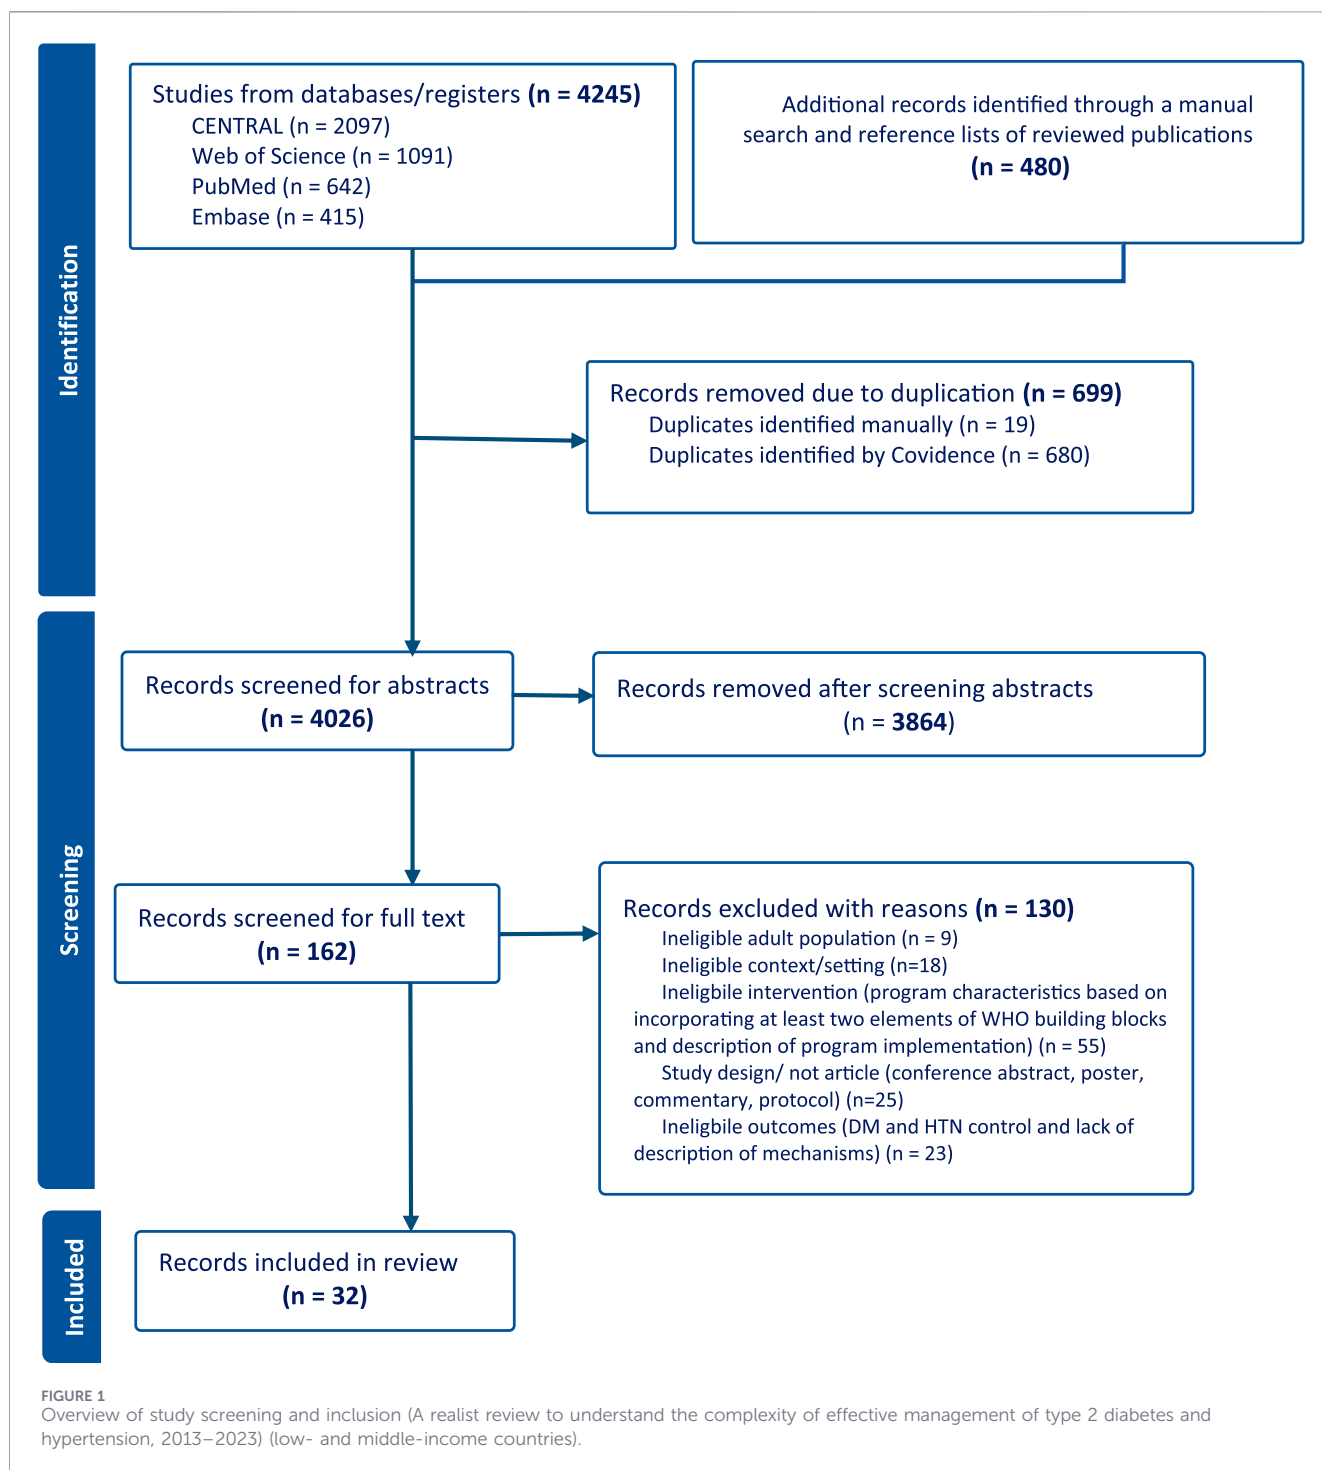 Identification
Studies from databases/registers (n = 4245)
CENTRAL (n = 2097)
Web of Science (n = 1091)
PubMed (n = 642)
Embase (n = 415)
Additional records identified through a manual
search and reference lists of reviewed publications
(n = 480)
Records removed due to duplication (n = 699)
Duplicates identified manually (n = 19)
Duplicates identified by Covidence (n = 680)
Screening
Records screened for abstracts
(n = 4026)
Records removed after screening abstracts
(n = 3864)
Records screened for full text
(n = 162)
Records excluded with reasons (n = 130)
Ineligible adult population (n = 9)
Ineligible context/setting (n=18)
Ineligbile intervention (program characteristics based on
incorporating at least two elements of WHO building blocks
and description of program implementation) (n = 55)
Study design/ not article (conference abstract, poster,
commentary, protocol) (n=25)
Ineligbile outcomes (DM and HTN control and lack of
description of mechanisms) (n = 23)
Included
Records included in review
(n = 32)
FIGURE 1
Overview of study screening and inclusion (A realist review to understand the complexity of effective management of type 2 diabetes and
hypertension, 2013–2023) (low- and middle-income countries).